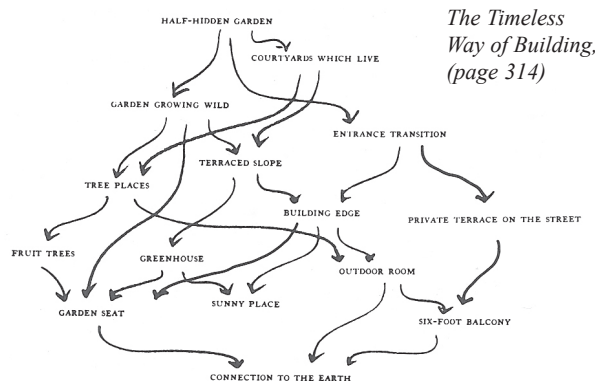 HALF-HIDDEN GARDEN
The Timeless
Way of Building,
(page 314)
COURTYARDS WHICH LIVE
GARDEN GROWING WILD
ENTRANCE TRANSITION
TERRACED SLOPE
TREE PLACES
BUILDING EDGE
PRIVATE TERRACE ON THE STREET
FRUIT TREES
GREENHOUSE
OUTDOOR ROOM
SUNNY PLACE
GARDEN SEAT
SIX-FOOT BALCONY
CONNECTION TO THE EARTH